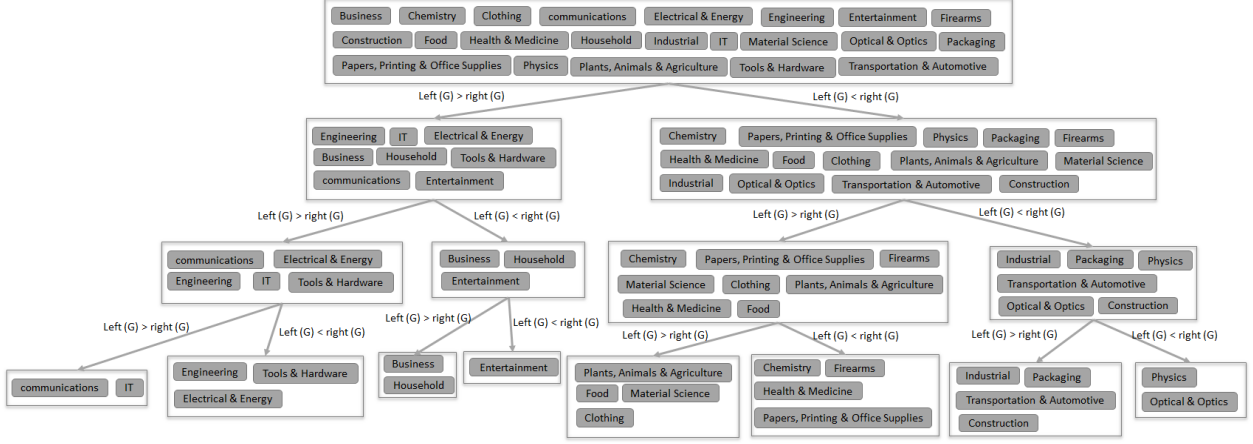 Business Chemistry Clothing communications Electrical & Energy Engineering Entertainment Firearms
Construction Food Health & Medicine Household Industrial IT Material Science Optical & Optics Packaging
Papers, Printing & Office Supplies Physics Plants, Animals & Agriculture Tools & Hardware Transportation & Automotive
Left (G) > right (G)
Left (G) < right (G)
Engineering IT Electrical & Energy
Business Household Tools & Hardware
communications Entertainment
Chemistry Papers, Printing & Office Supplies Physics Packaging Firearms
Health & Medicine Food Clothing Plants, Animals & Agriculture Material Science
Industrial Optical & Optics Transportation & Automotive Construction
Left (G) > right (G)
Left (G) < right (G)
Left (G) > right (G)
Left (G) < right (G)
communications Electrical & Energy
Engineering IT Tools & Hardware
Business Household
Entertainment
Chemistry Papers, Printing & Office Supplies Firearms
Material Science Clothing Plants, Animals & Agriculture
Health & Medicine Food
Industrial Packaging Physics
Transportation & Automotive
Optical & Optics Construction
Left (G) > right (G)
Left (G) < right (G)
Left (G) > right (G)
Left (G) < right (G)
Left (G) > right (G)
Left (G) < right (G)
Left (G) > right (G)
Left (G) < right (G)
communications IT
Engineering Tools & Hardware
Electrical & Energy
Business
Household
Entertainment
Plants, Animals & Agriculture
Food Material Science
Clothing
Chemistry Firearms
Health & Medicine
Papers, Printing & Office Supplies
Industrial Packaging
Transportation & Automotive
Construction
Physics
Optical & Optics